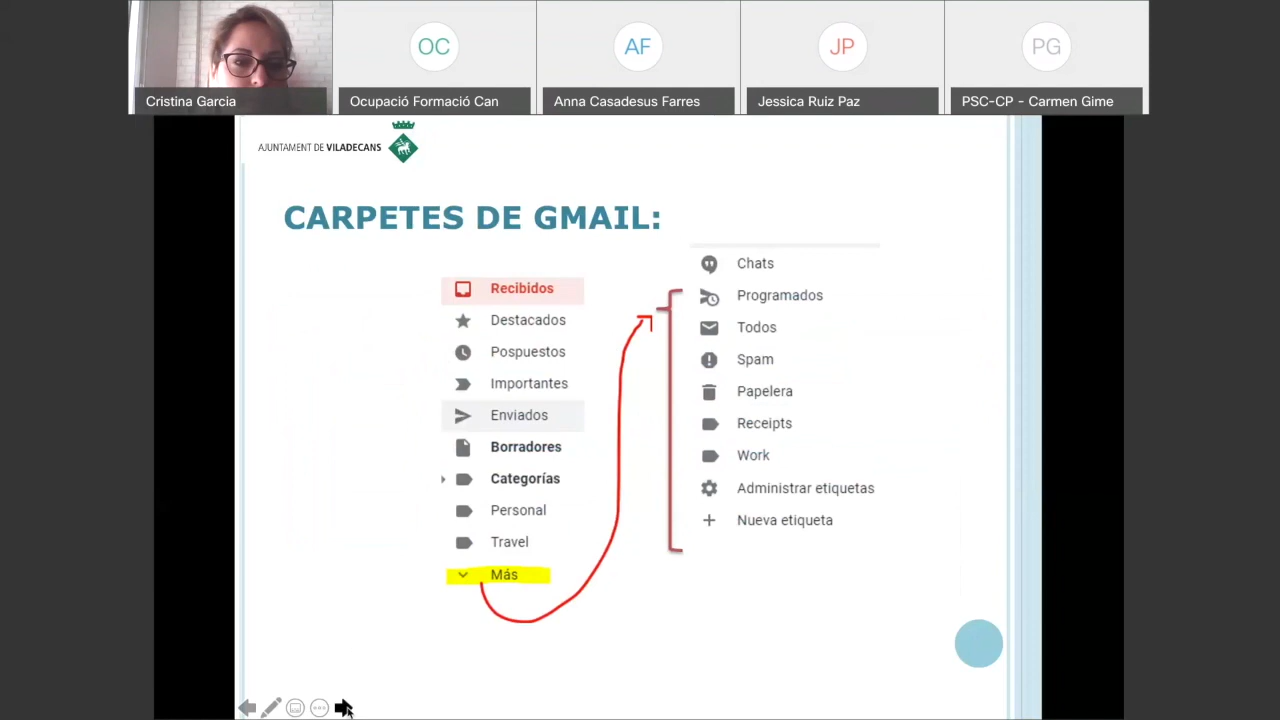 OC
AF
JP
PG
Cristina Garcia
Ocupació Formació Can
Anna Casadesus Farres
Jessica Ruiz Paz
PSC-CP - Carmen Gime
AJUNTAMENT DE VILADECANS
CARPETES DE GMAIL:
Recibidos
Destacados
Pospuestos
Importantes
Enviados
Borradores
Categorías
Personal
Travel
Más
Chats
Programados
Todos
Spam
Papelera
Receipts
Work
Administrar etiquetas
Nueva etiqueta